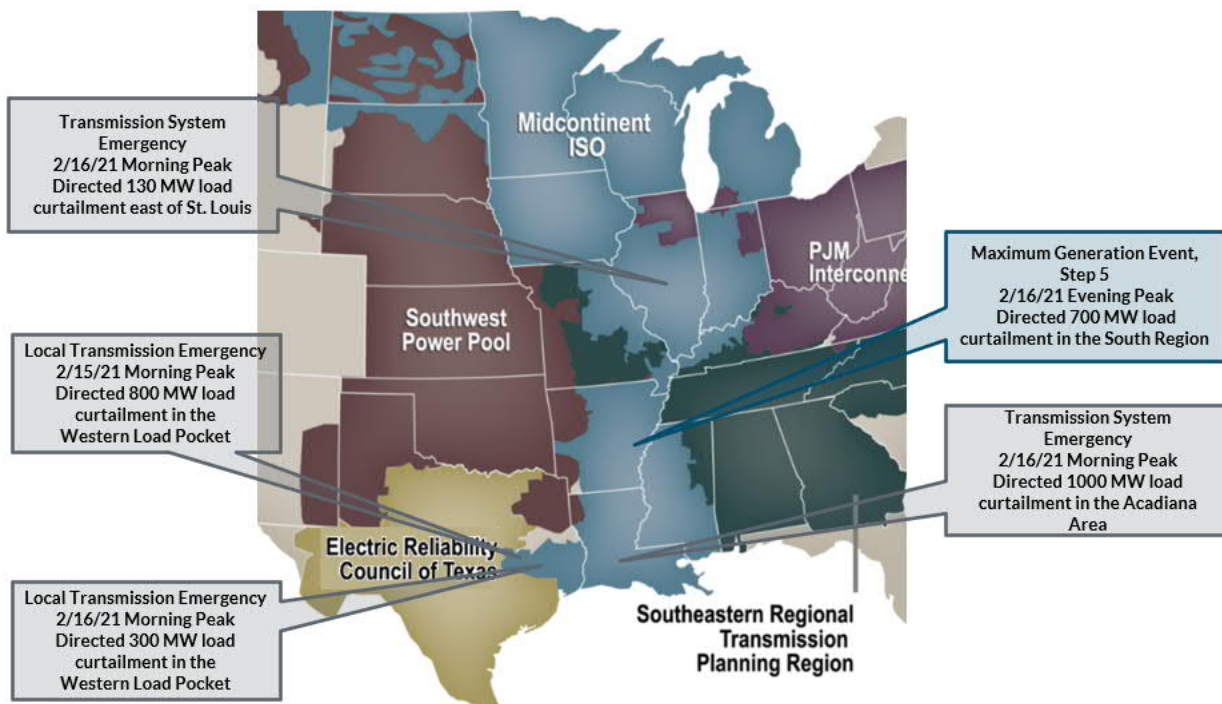 Transmission System
Emergency
2/16/21 Morning Peak
Directed 130 MW load
curtailment east of St. Louis
Local Transmission Emergency
2/15/21 Morning Peak
Directed 800 MW load
curtailment in the
Western Load Pocket
Local Transmission Emergency
2/16/21 Morning Peak
Directed 300 MW load
curtailment in the
Western Load Pocket
Midcontinent
ISO
Southwest
Power Pool
Electric Reliability
Council of Texas
PJM
Interconne
Southeastern Regional
Transmission
Planning Region
Maximum Generation Event,
Step 5
2/16/21 Evening Peak
Directed 700 MW load
curtailment in the South Region
Transmission System
Emergency
2/16/21 Morning Peak
Directed 1000 MW load
curtailment in the Acadiana
Area